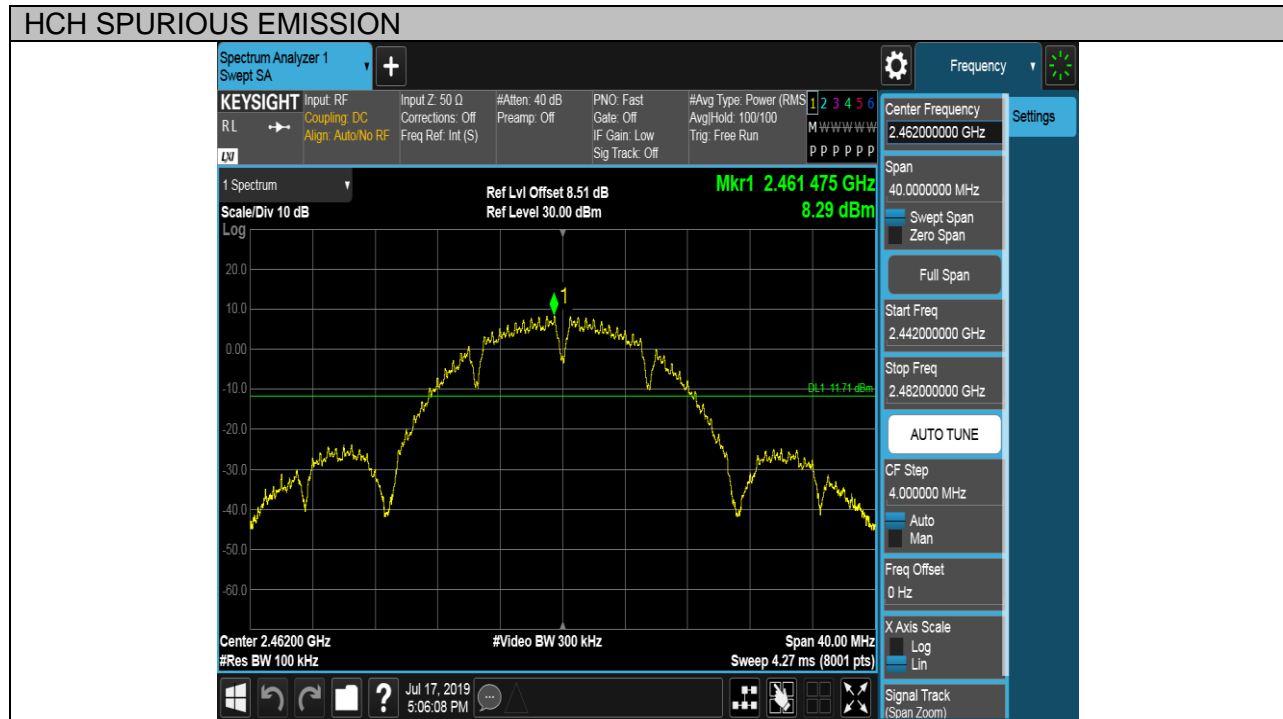 HCH SPURIOUS EMISSION
Spectrum Analyzer 1
Swept SA
+
Frequency
KEYSIGHT
RL
LXI
Input: RF
Coupling: DC
Align: Auto/No RF
Input Z: 50 Ω
Corrections: Off
Freq Ref: Int (S)
#Atten: 40 dB
Preamp: Off
PNO: Fast
Gate: Off
IF Gain: Low
Sig Track: Off
#Avg Type: Power (RMS
Avg|Hold: 100/100
Trig: Free Run
1 2 3 4 5 6
M W W W W W
P P P P P P
1 Spectrum
Scale/Div 10 dB
Ref Lvl Offset 8.51 dB
Ref Level 30.00 dBm
Mkr1 2.461 475 GHz
8.29 dBm
Log
20.0
10.0
0.00
-10.0
-20.0
-30.0
-40.0
-50.0
-60.0
1
DL1 -11.71 dBm
Center 2.46200 GHz
#Res BW 100 kHz
#Video BW 300 kHz
Span 40.00 MHz
Sweep 4.27 ms (8001 pts)
Center Frequency
2.462000000 GHz
Settings
Span
40.0000000 MHz
Swept Span
Zero Span
Full Span
Start Freq
2.442000000 GHz
Stop Freq
2.482000000 GHz
AUTO TUNE
CF Step
4.000000 MHz
Auto
Man
Freq Offset
0 Hz
X Axis Scale
Log
Lin
Signal Track
(Span Zoom)
?
Jul 17, 2019
5:06:08 PM